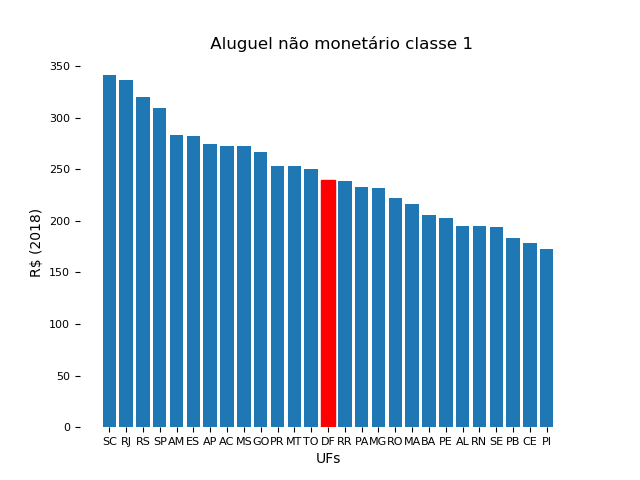 Aluguel não monetário classe 1
350
300
250
200
150
100
50
0
R$ (2018)
SC RJ RS SP AM ES AP AC MS GO PR MT TO DF RR PA MG RO MA BA PE AL RN SE PB CE PI
UFs